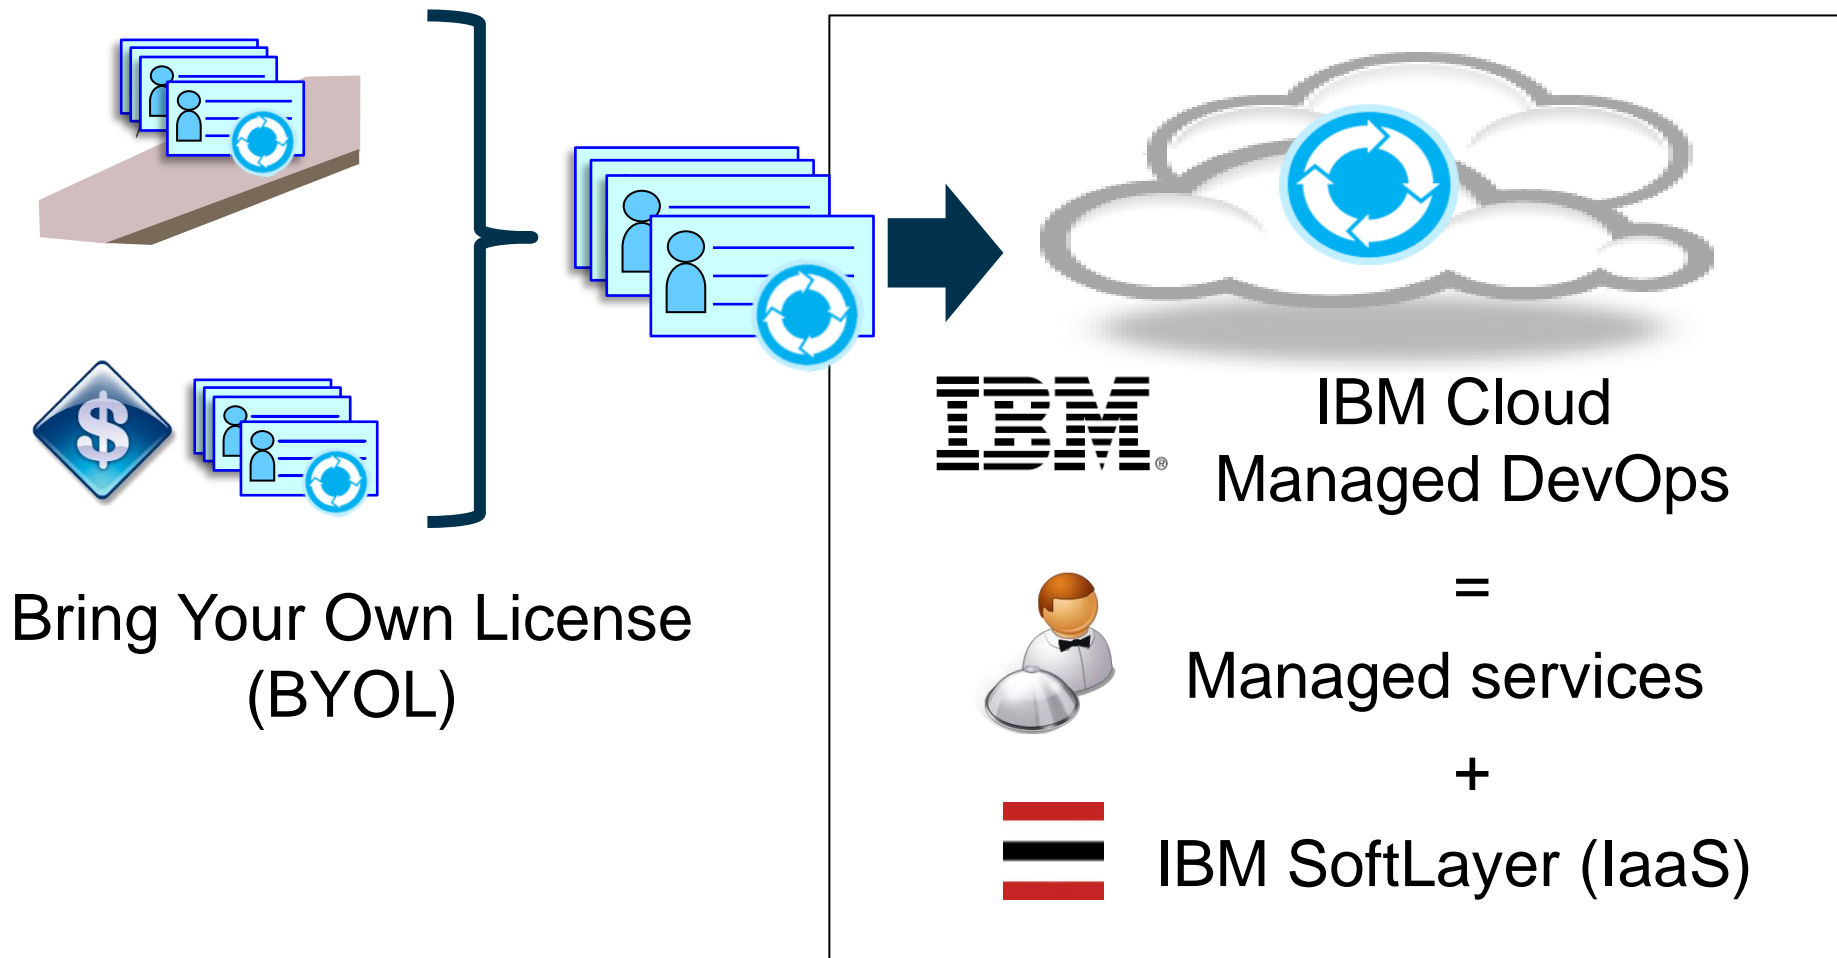 Bring Your Own License
(BYOL)
$
IBM®
IBM Cloud
Managed DevOps
=
Managed services
+
IBM SoftLayer (IaaS)